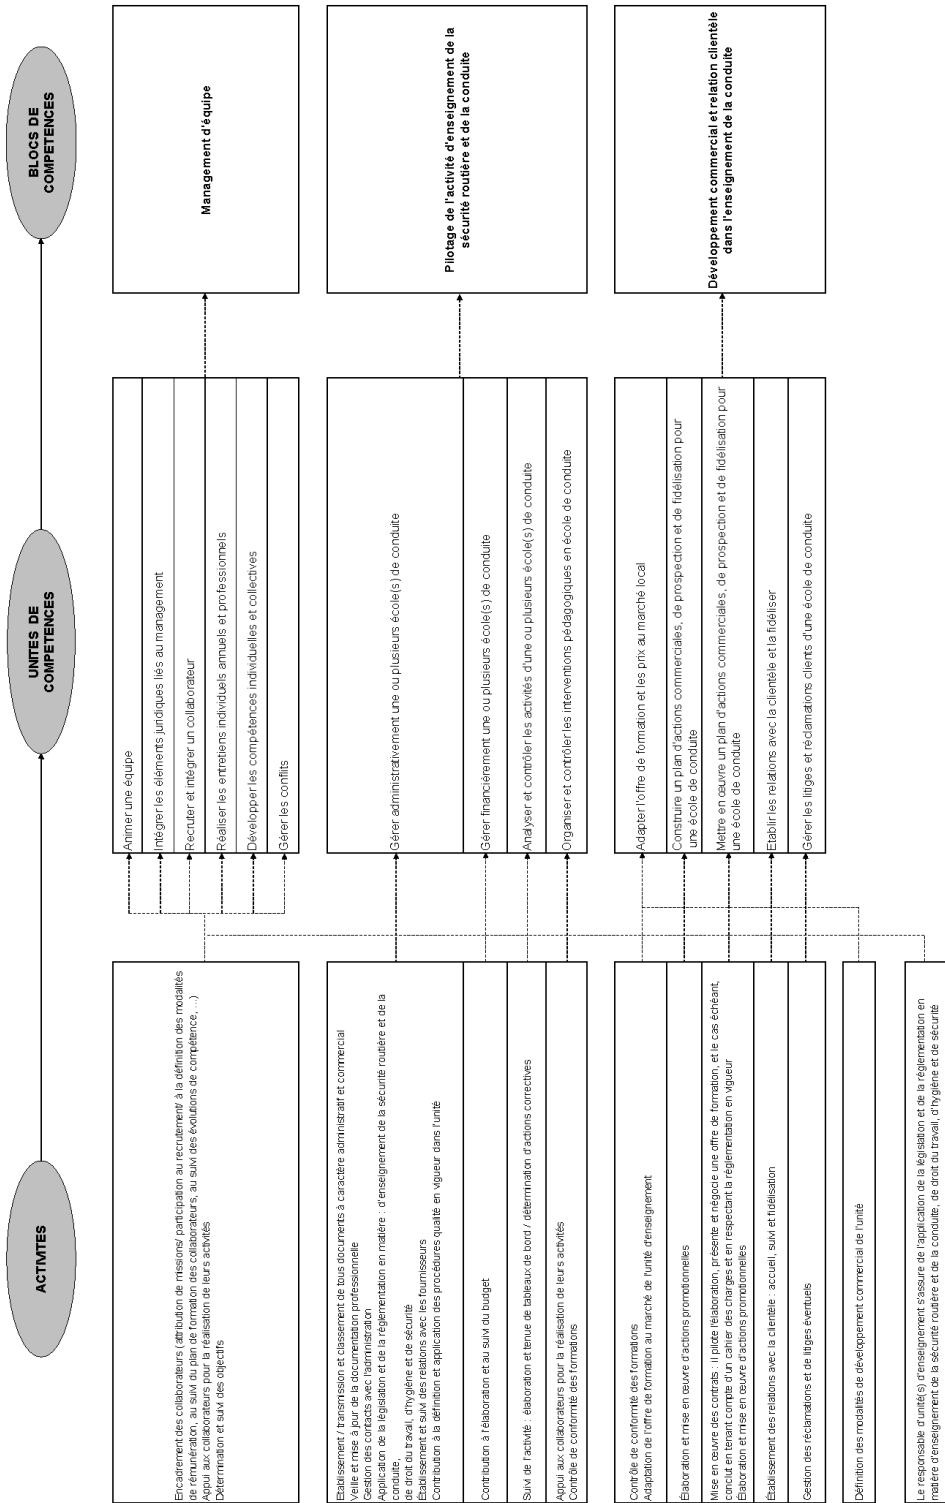 ACTIVITES
UNITES DE
COMPETENCES
BLOCS DE
COMPETENCES
Encadrement des collaborateurs (attribution de missions/ participation au recrutement/ à la définition des modalités
de rémunération, au suivi du plan de formation des collaborateurs, au suivi des évolutions de compétence, ...)
Appui aux collaborateurs pour la réalisation de leurs activités
Détermination et suivi des objectifs
Animer une équipe
Intégrer les éléments juridiques liés au management
Recruter et intégrer un collaborateur
Réaliser les entretiens individuels annuels et professionnels
Développer les compétences individuelles et collectives
Gérer les conflits
Management d'équipe
Etablissement / transmission et classement de tous documents à caractère administratif et commercial
Veille et mise à jour de la documentation professionnelle
Gestion des contacts avec l'administration
Application de la législation et de la réglementation en matière : d'enseignement de la sécurité routière et de la
conduite,
de droit du travail, d'hygiène et de sécurité
Établissement et suivi des relations avec les fournisseurs
Contribution à la définition et application des procédures qualité en vigueur dans l'unité
Contribution à l'élaboration et au suivi du budget
Suivi de l'activité : élaboration et tenue de tableaux de bord / détermination d'actions correctives
Appui aux collaborateurs pour la réalisation de leurs activités
Contrôle de conformité des formations
Gérer administrativement une ou plusieurs école(s) de conduite
Gérer financièrement une ou plusieurs école(s) de conduite
Analyser et contrôler les activités d'une ou plusieurs école(s) de conduite
Organiser et contrôler les interventions pédagogiques en école de conduite
Pilotage de l'activité d'enseignement de la
sécurité routière et de la conduite
Contrôle de conformité des formations
Adaptation de l'offre de formation au marché de l'unité d'enseignement
Élaboration et mise en œuvre d'actions promotionnelles
Mise en œuvre des contrats : il pilote l'élaboration, présente et négocie une offre de formation, et le cas échéant,
conclut en tenant compte d'un cahier des charges et en respectant la réglementation en vigueur
Élaboration et mise en œuvre d'actions promotionnelles
Établissement des relations avec la clientèle : accueil, suivi et fidélisation
Gestion des réclamations et de litiges éventuels
Définition des modalités de développement commercial de l'unité
Adapter l'offre de formation et les prix au marché local
Construire un plan d'actions commerciales, de prospection et de fidélisation pour
une école de conduite
Mettre en œuvre un plan d'actions commerciales, de prospection et de fidélisation pour
une école de conduite
Etablir les relations avec la clientèle et la fidéliser
Gérer les litiges et réclamations clients d'une école de conduite
Développement commercial et relation clientèle
dans l'enseignement de la conduite
Le responsable d'unité(s) d'enseignement s'assure de l'application de la législation et de la réglementation en
matière d'enseignement de la sécurité routière et de la conduite, de droit du travail, d'hygiène et de sécurité